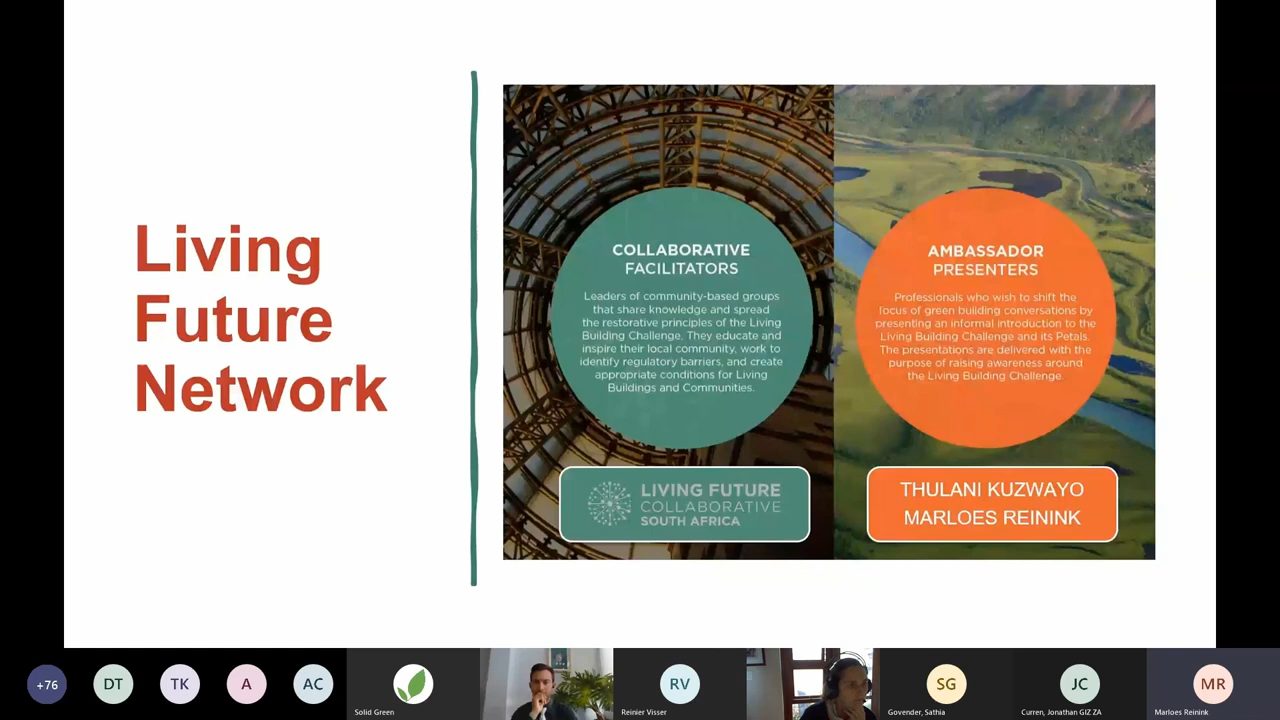 Living
Future
Network
COLLABORATIVE
FACILITATORS
Leaders of community-based groups
that share knowledge and spread
the restorative principles of the Living
Building Challenge. They educate and
inspire their local community, work to
identify regulatory barriers, and create
appropriate conditions for Living
Buildings and Communities.
LIVING FUTURE
COLLABORATIVE
SOUTH AFRICA
AMBASSADOR
PRESENTERS
Professionals who wish to shift the
focus of green building conversations by
presenting an informal introduction to the
Living Building Challenge and its Petals.
The presentations are delivered with the
purpose of raising awareness around
the Living Building Challenge.
THULANI KUZWAYO
MARLOES REININK
+76
DT
TK
A
AC
Solid Green
RV
Reinier Visser
SG
Govender, Sathia
JC
Curren, Jonathan GIZ ZA
MR
Marloes Reinink